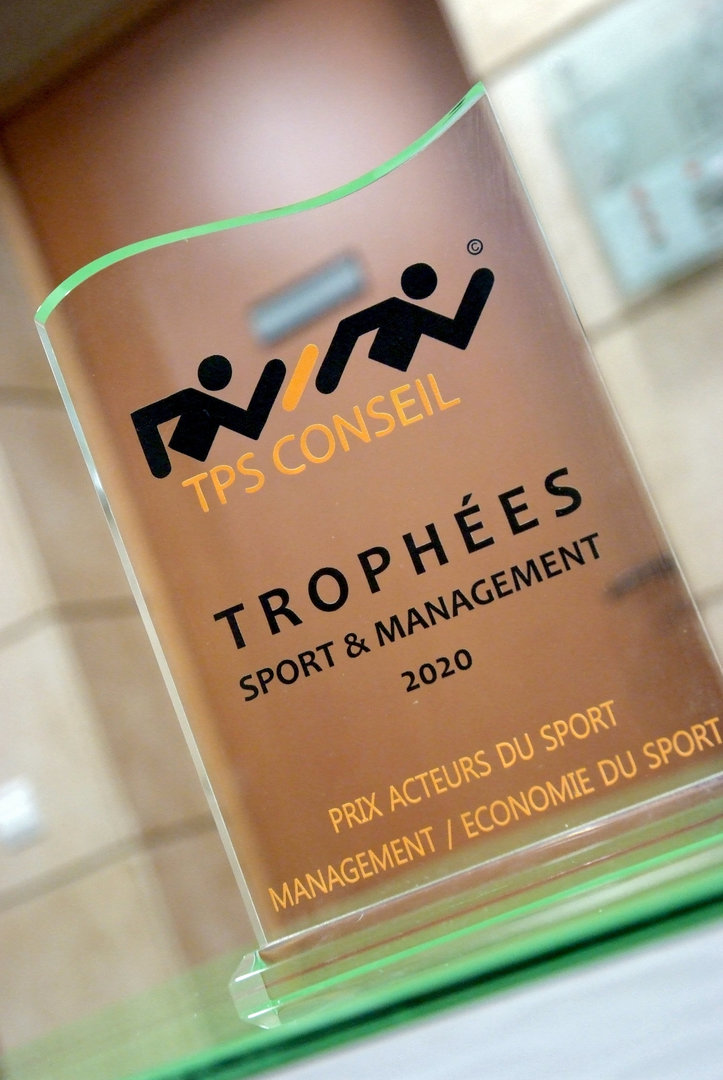 ©
TPS CONSEIL
TROPHÉES
SPORT & MANAGEMENT
2020
PRIX ACTEURS DU SPORT
MANAGEMENT / ECONOMIE DU SPORT